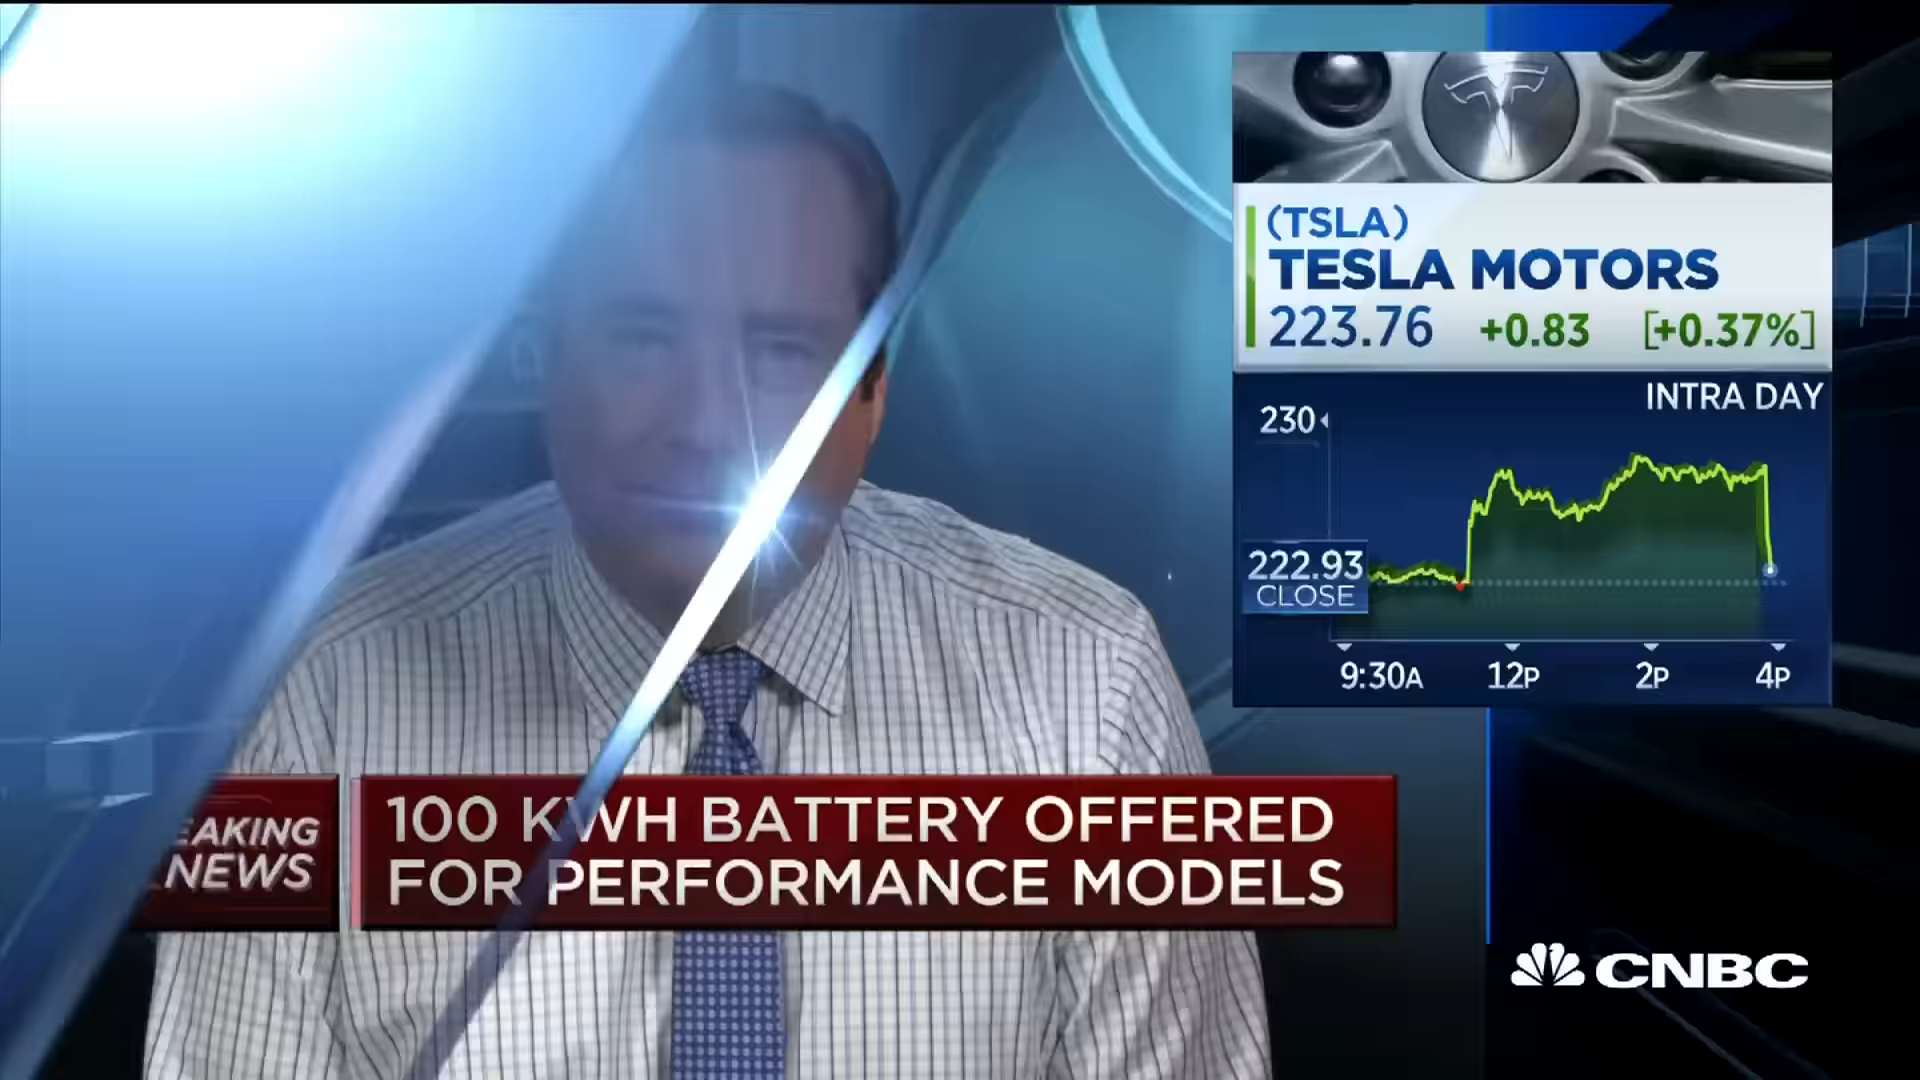 (TSLA)
TESLA MOTORS
223.76 +0.83 [+0.37%]
INTRA DAY
230
222.93
CLOSE
9:30A 12P 2P 4P
EAKING
NEWS
100 KWH BATTERY OFFERED
FOR PERFORMANCE MODELS
CNBC